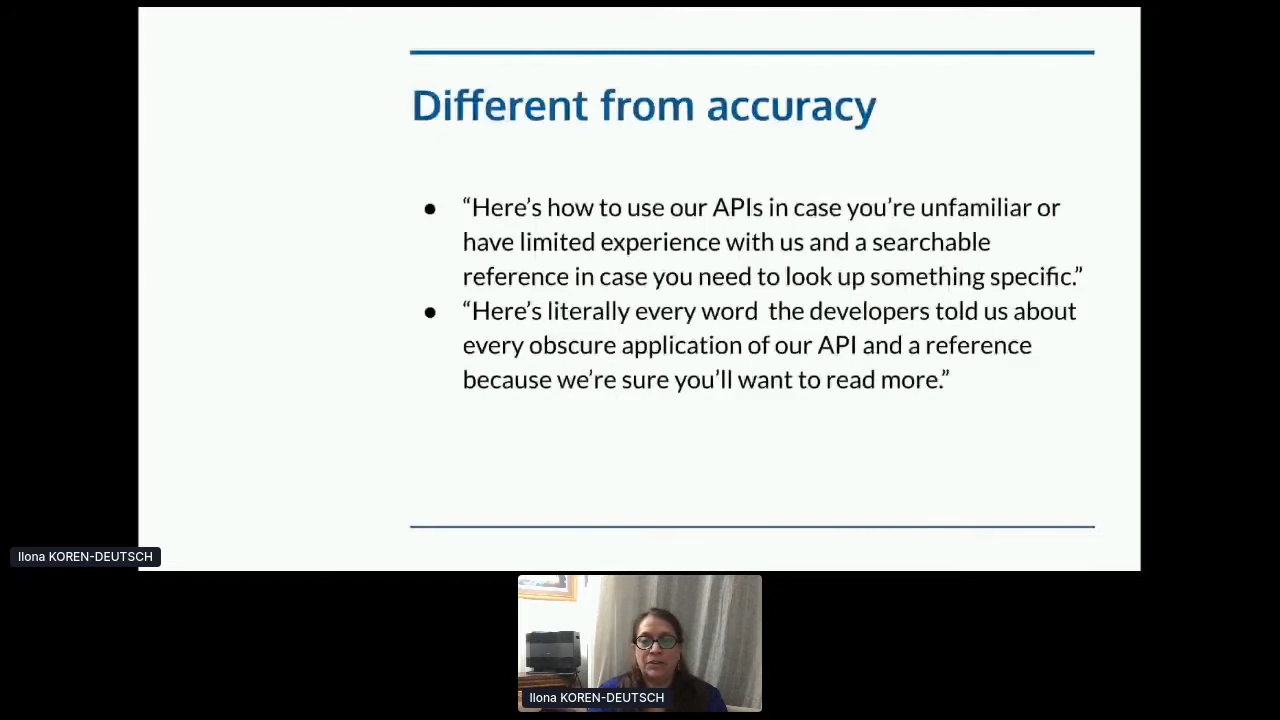 Different from accuracy
● “Here’s how to use our APIs in case you’re unfamiliar or
have limited experience with us and a searchable
reference in case you need to look up something specific.”
● “Here’s literally every word  the developers told us about
every obscure application of our API and a reference
because we’re sure you’ll want to read more.”
Ilona KOREN-DEUTSCH
Ilona KOREN-DEUTSCH